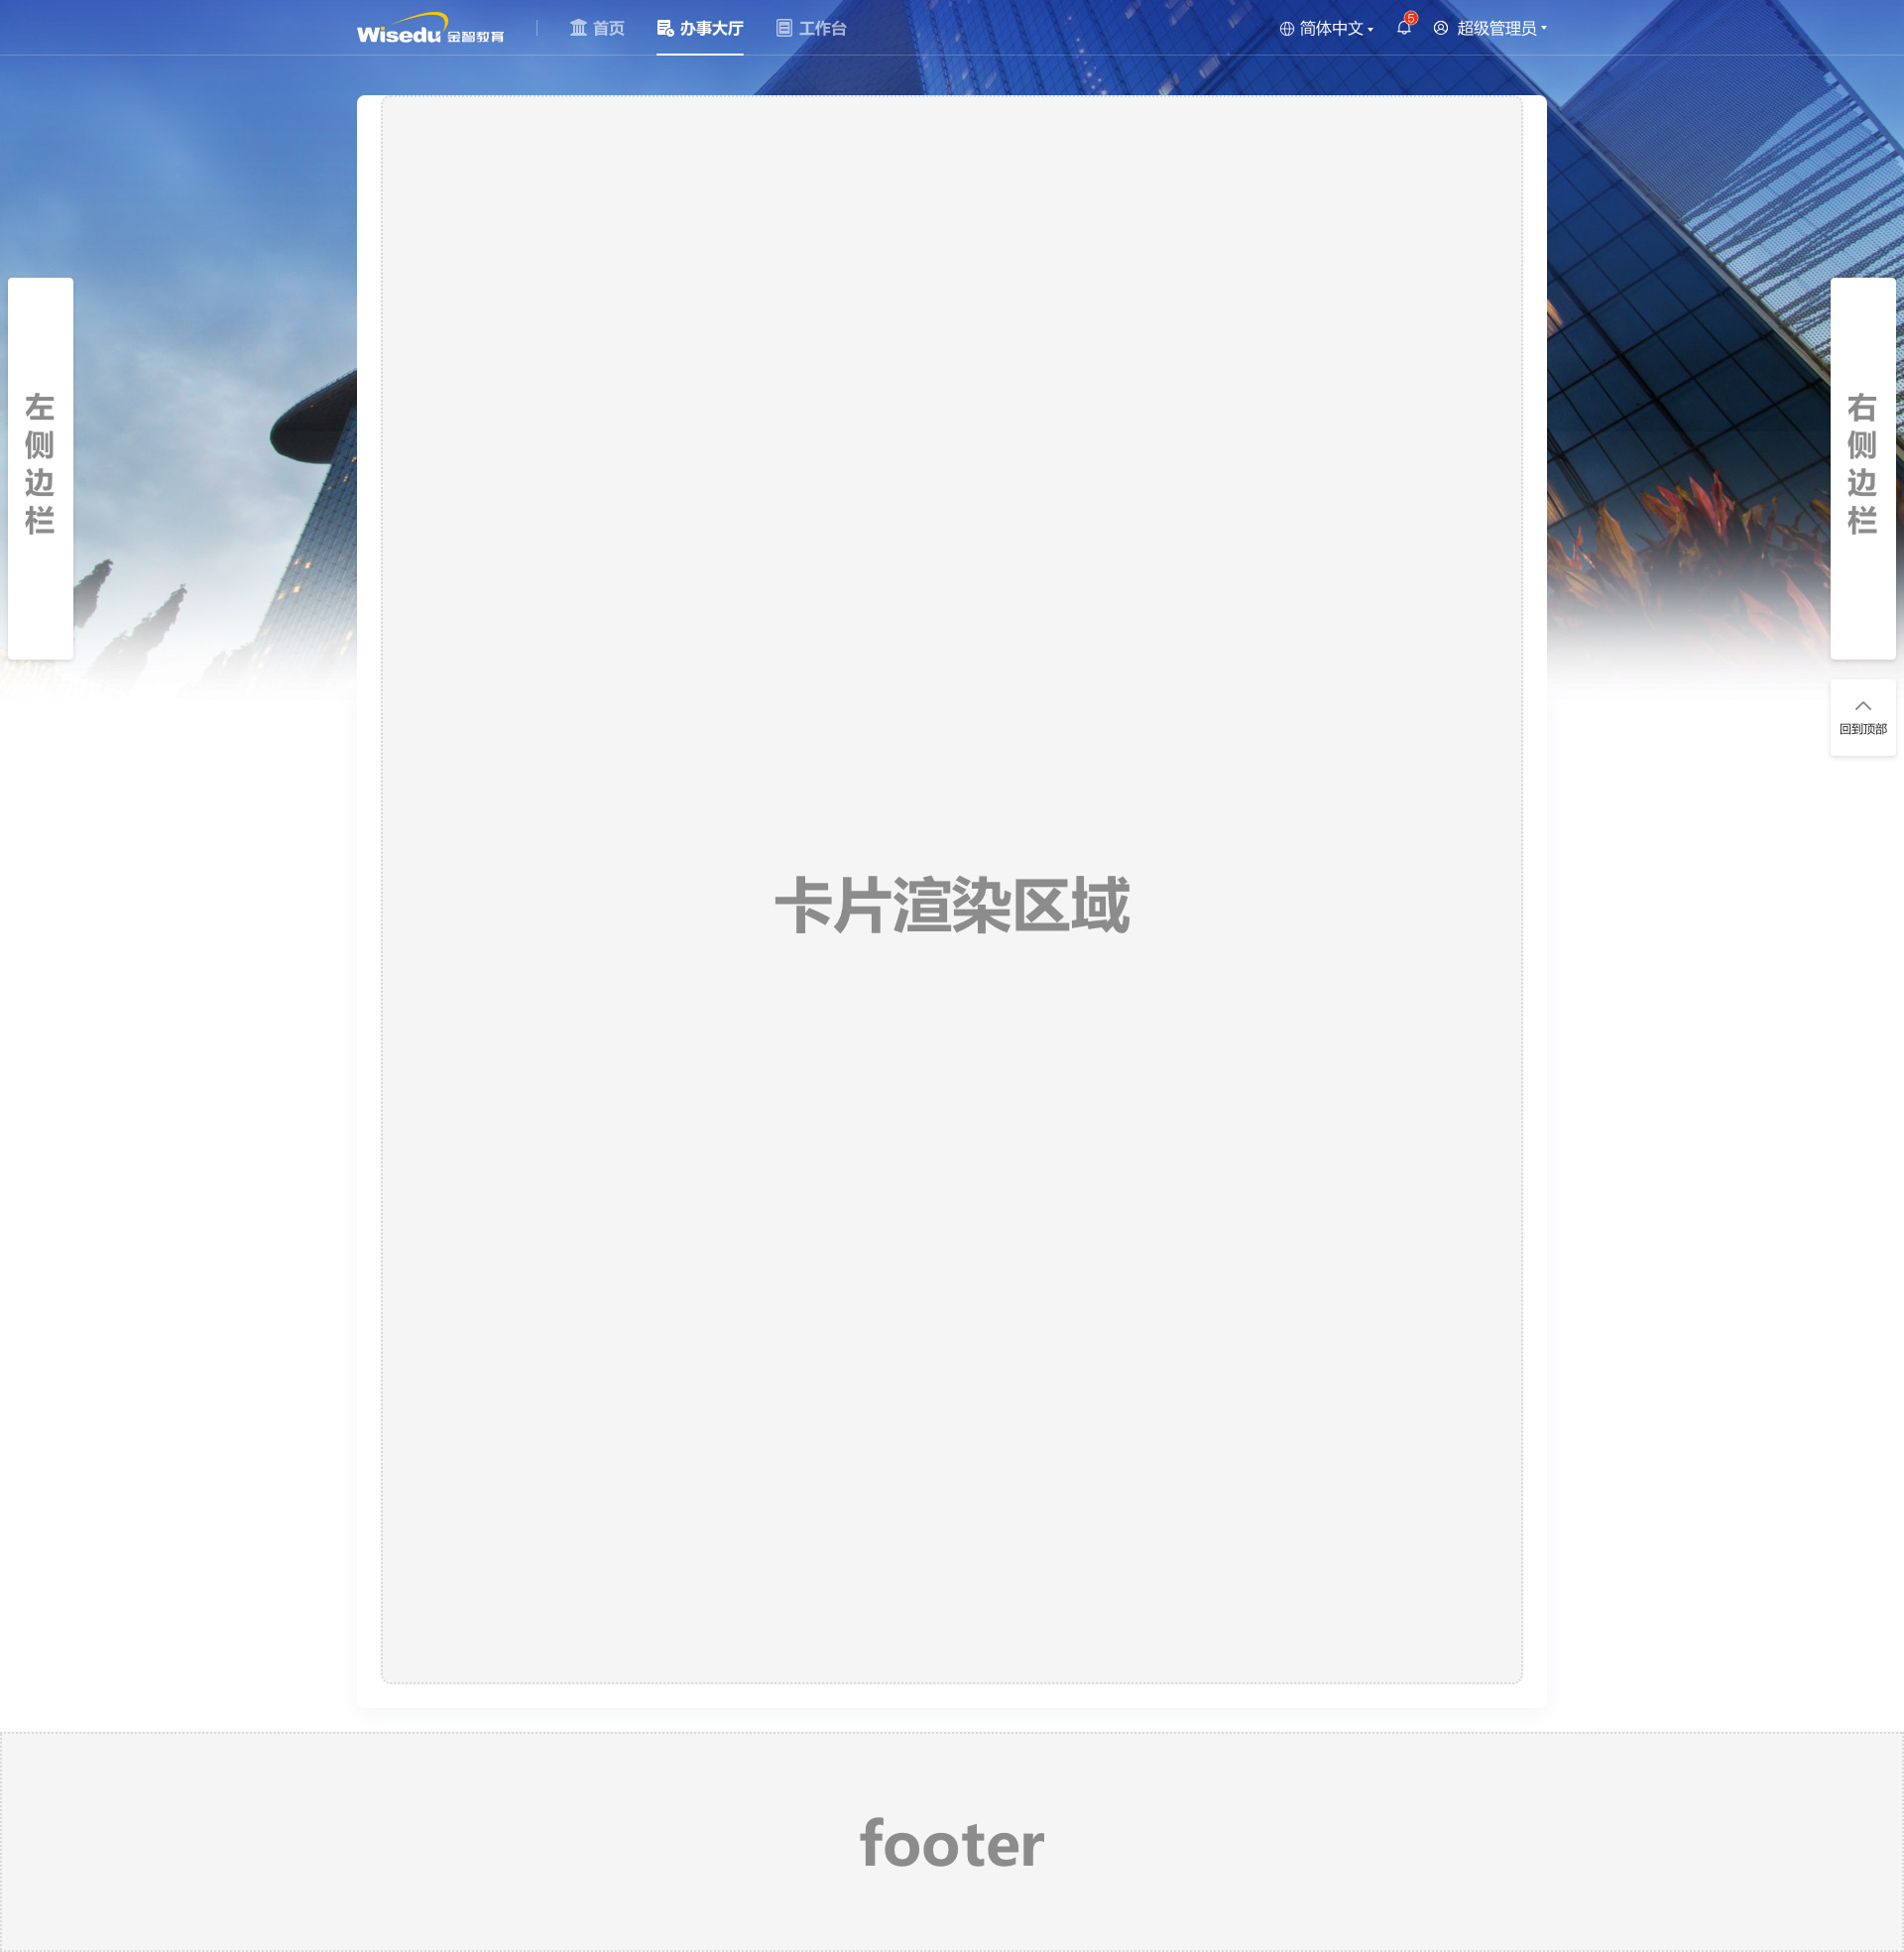 Wisedu 金智教育
首页
办事大厅
工作台
简体中文
5
超级管理员
左侧边栏
右侧边栏
回到顶部
卡片渲染区域
footer